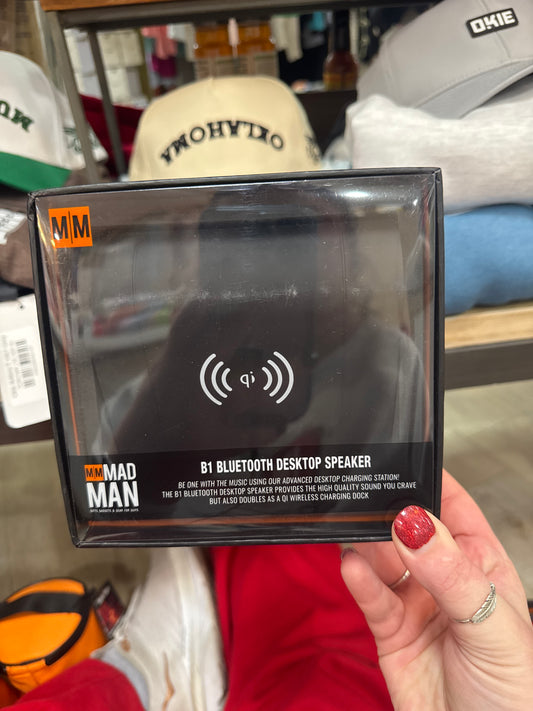 OKIE
OKLAHOMA
M|M
qi
B1 BLUETOOTH DESKTOP SPEAKER
BE ONE WITH THE MUSIC USING OUR ADVANCED DESKTOP CHARGING STATION!
THE B1 BLUETOOTH DESKTOP SPEAKER PROVIDES THE HIGH QUALITY SOUND YOU CRAVE
BUT ALSO DOUBLES AS A QI WIRELESS CHARGING DOCK
M|M MAD
MAN
GIFTS, GADGETS & GEAR FOR GUYS